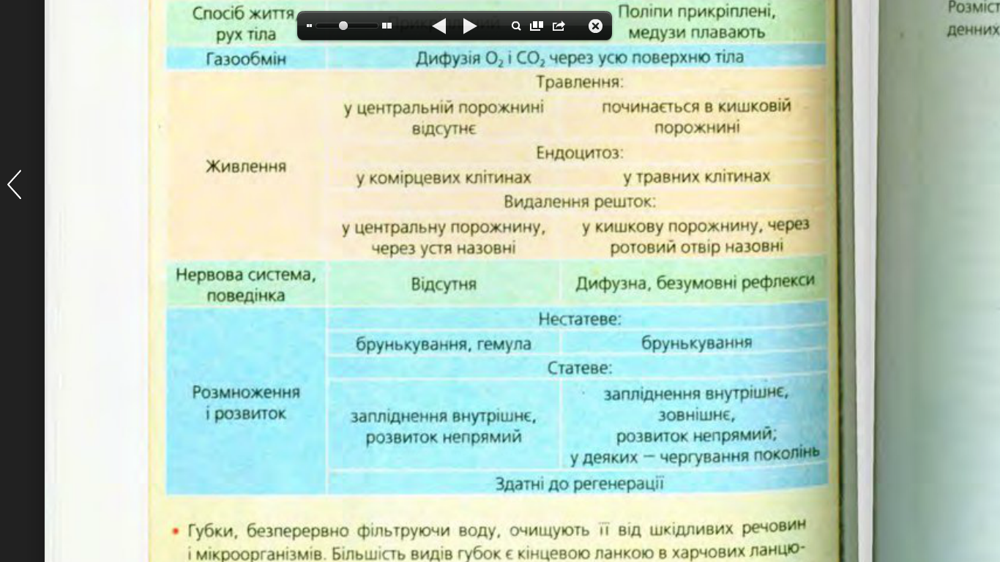 Спосіб життя,
рух тіла
Поліпи прикріплені,
медузи плавають
Газообмін
Дифузія O₂ і CO₂ через усю поверхню тіла
Живлення
Травлення:
у центральній порожнині
відсутнє
починається в кишковій
порожнині
Ендоцитоз:
у комірцевих клітинах
у травних клітинах
Видалення решток:
у центральну порожнину,
через устя назовні
у кишкову порожнину, через
ротовий отвір назовні
Нервова система,
поведінка
Відсутня
Дифузна, безумовні рефлекси
Розмноження
і розвиток
Нестатеве:
брунькування, гемула
брунькування
Статеве:
запліднення внутрішнє,
розвиток непрямий
запліднення внутрішнє,
зовнішнє,
розвиток непрямий;
у деяких — чергування поколінь
Здатні до регенерації
• Губки, безперервно фільтруючи воду, очищують її від шкідливих речовин
і мікроорганізмів. Більшість видів губок є кінцевою ланкою в харчових ланцю-
Розміст
денних